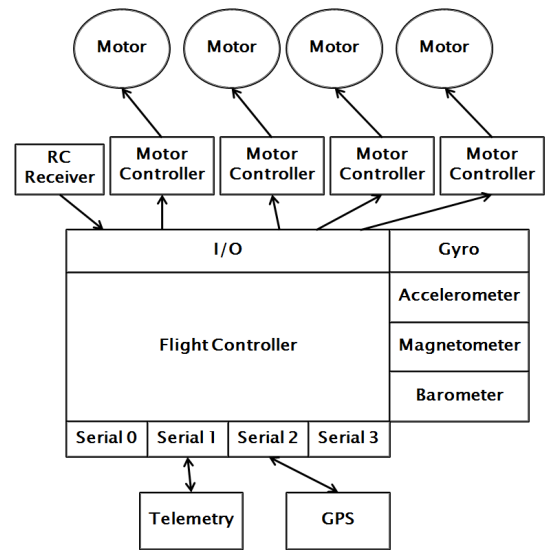 Motor Motor Motor Motor
RC
Receiver
Motor
Controller
Motor
Controller
Motor
Controller
Motor
Controller
I/O
Gyro
Accelerometer
Flight Controller
Magnetometer
Barometer
Serial 0 Serial 1 Serial 2 Serial 3
Telemetry
GPS